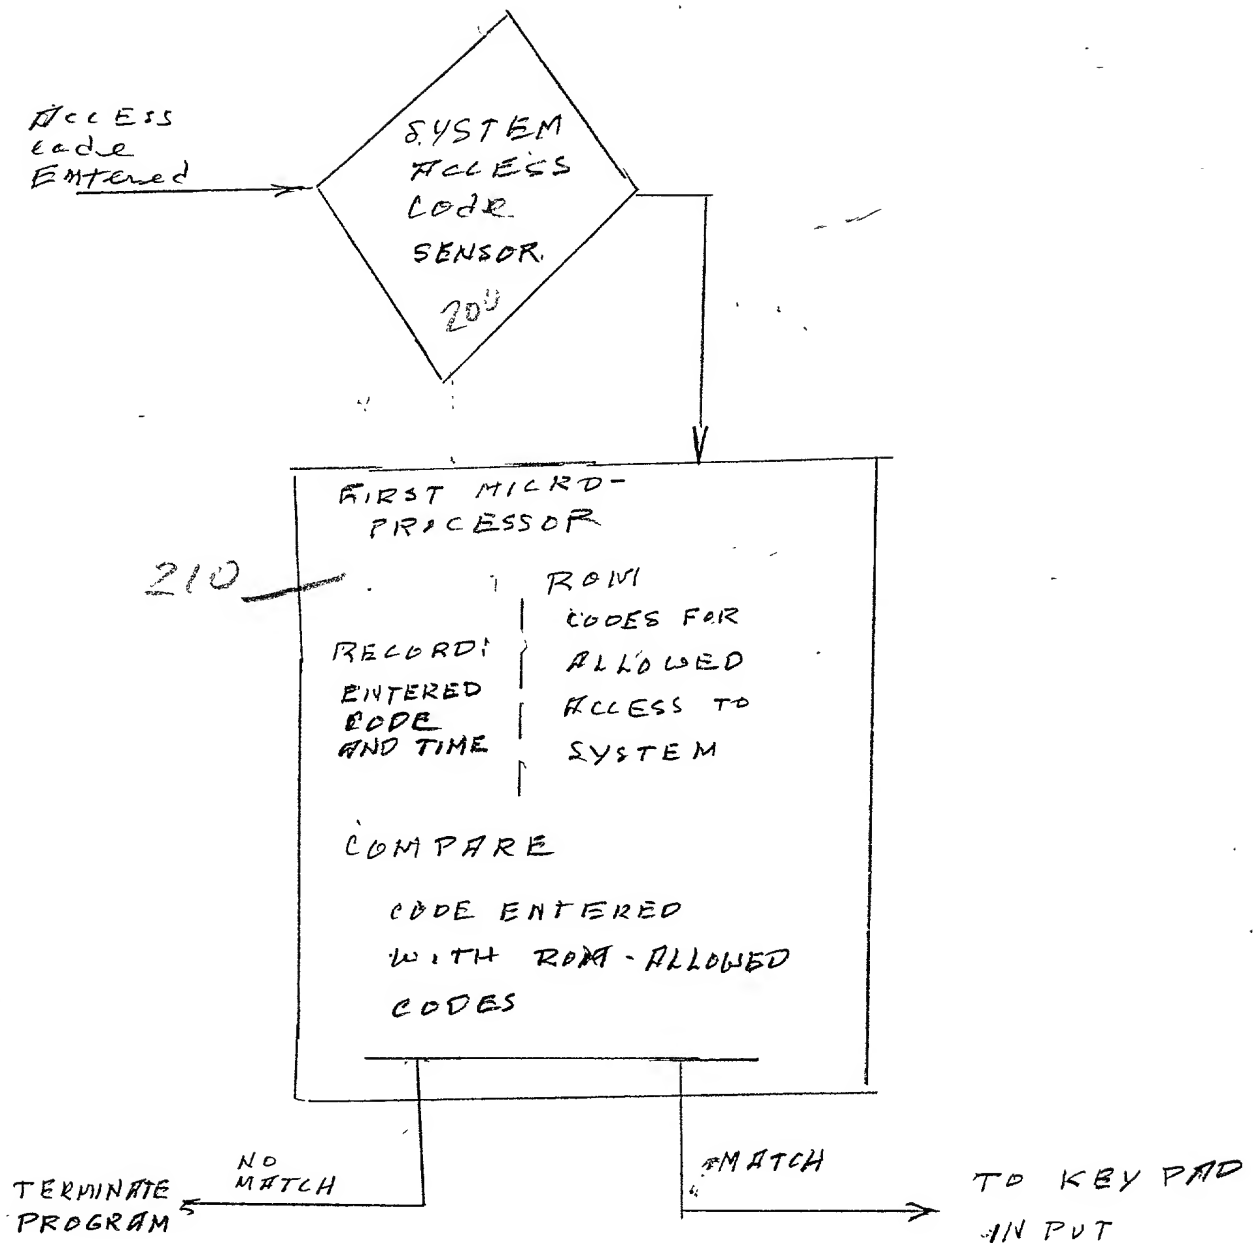 Access
Code
Entered
SYSTEM
ACCESS
Code
SENSOR.
200
FIRST MICRO-
PROCESSOR
210
ROM
CODES FOR
ALLOWED
ACCESS TO
SYSTEM
RECORD:
ENTERED
CODE
AND TIME
COMPARE
CODE ENTERED
WITH ROM-ALLOWED
CODES
NO
MATCH
TERMINATE
PROGRAM
MATCH
TO KEY PAD
INPUT